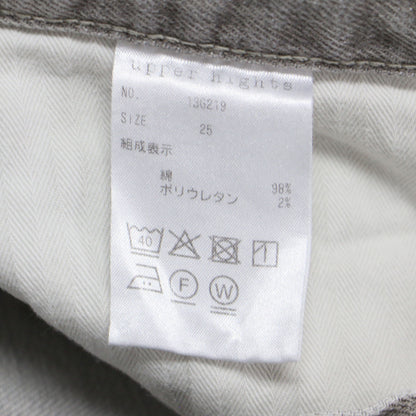 upper hights
NO. 13G219
SIZE 25
組成表示
綿 98%
ポリウレタン 2%
40
F W